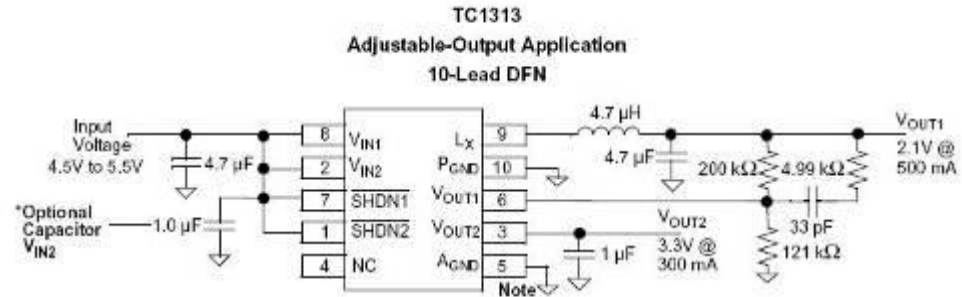 TC1313
Adjustable-Output Application
10-Lead DFN
Input
Voltage
4.5V to 5.5V
4.7 µF
*Optional
Capacitor
VIN2
1.0 µF
8 VIN1
2 VIN2
7 SHDN1
1 SHDN2
4 NC
LX 9
PGND 10
VOUT1 6
VOUT2 3
AGND 5
Note
4.7 µH
4.7 µF
200 kΩ
4.99 kΩ
33 pF
121 kΩ
VOUT1
2.1V @
500 mA
VOUT2
3.3V @
300 mA
1 µF